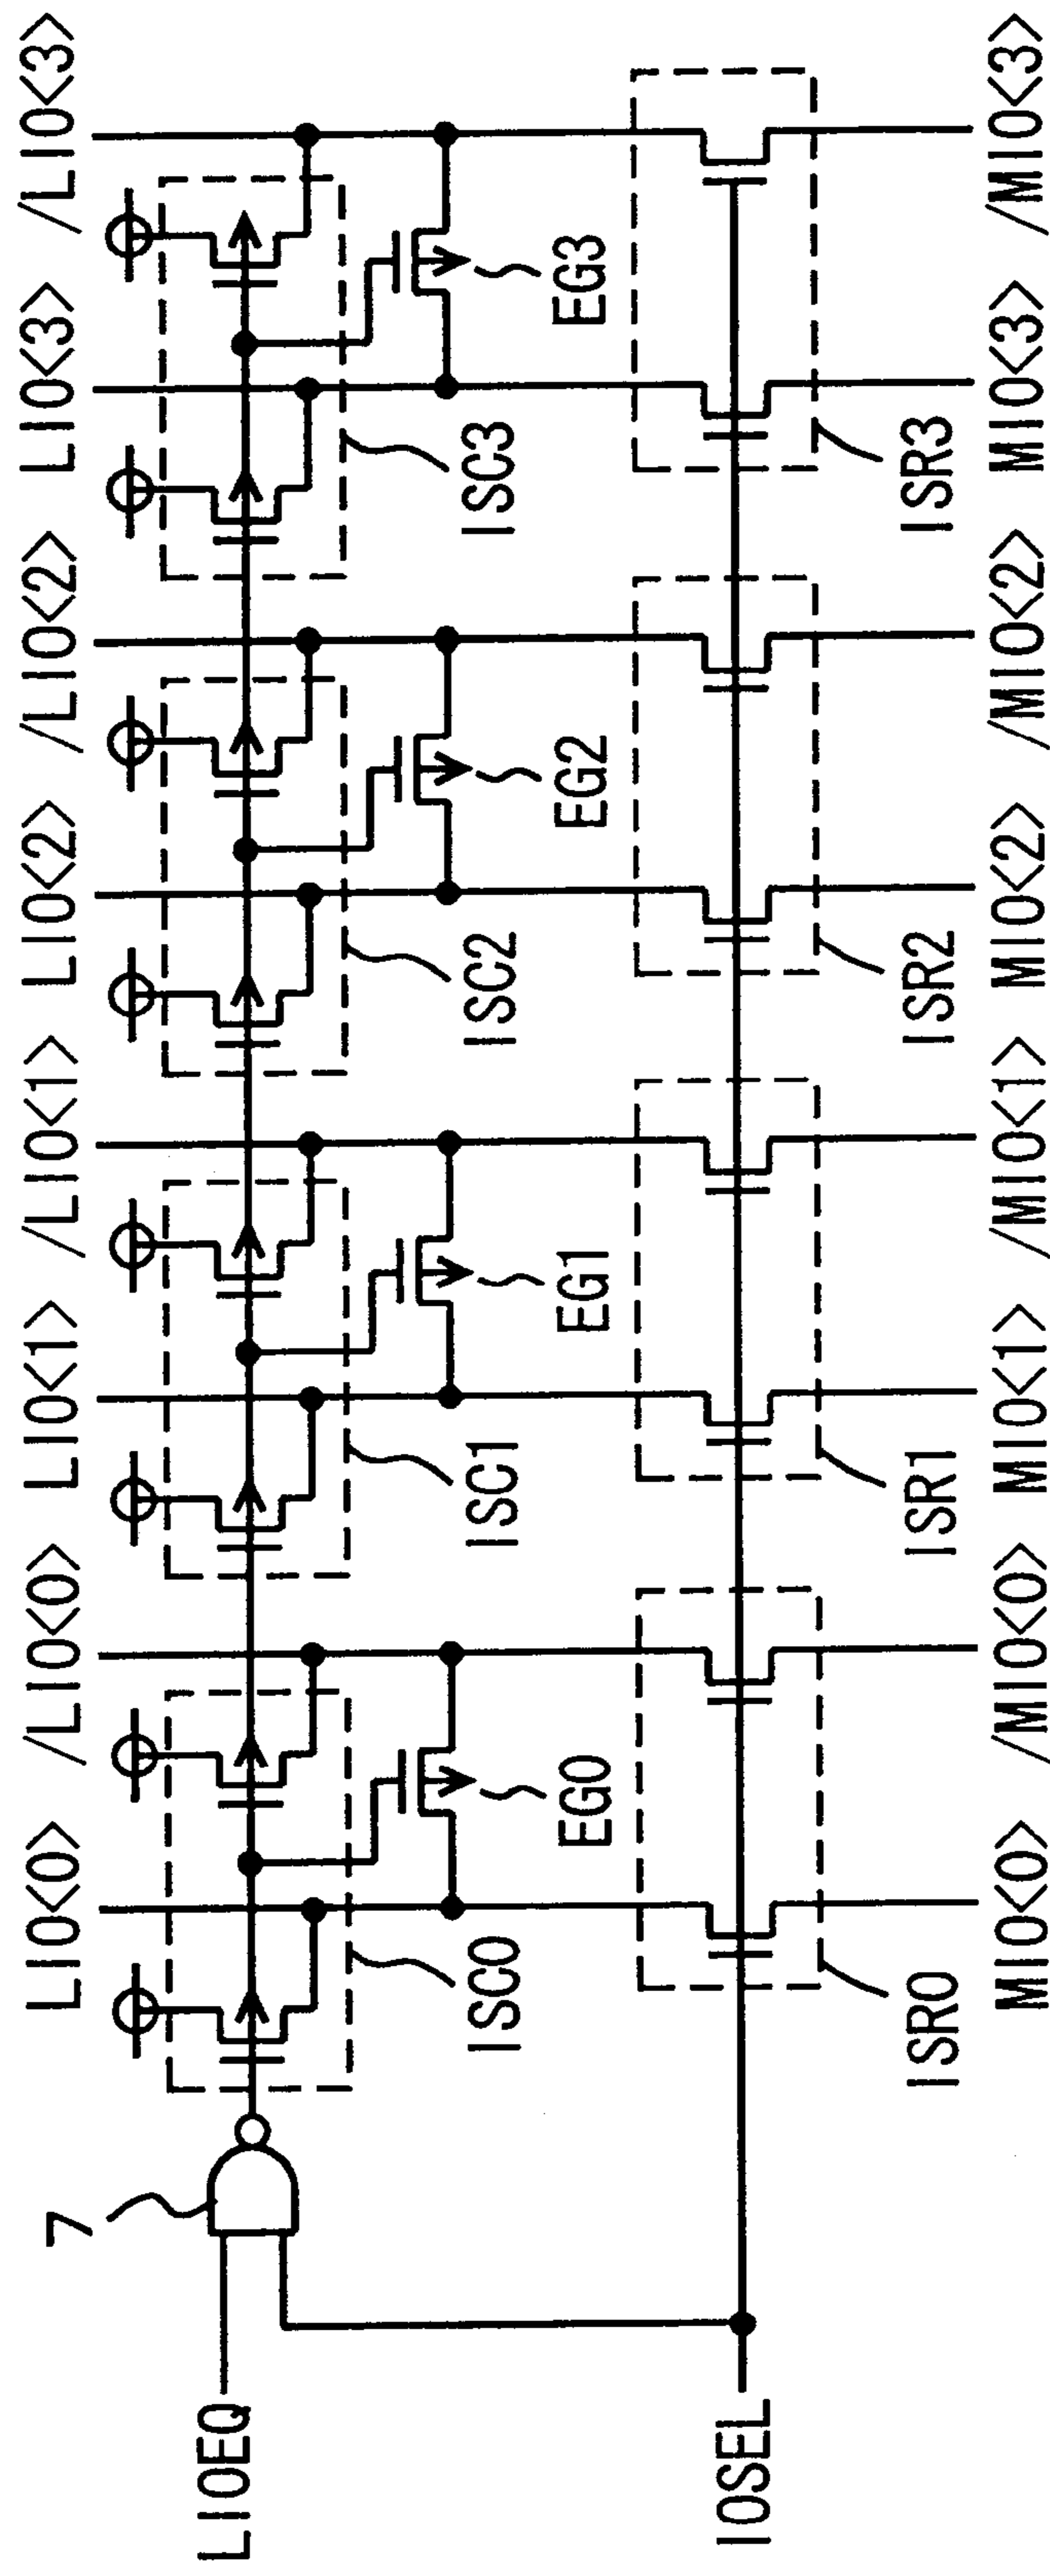 LIO<0> /LIO<0> LIO<1> /LIO<1> LIO<2> /LIO<2> LIO<3> /LIO<3>
7
LIOEQ
ISC0 ISC1 ISC2 ISC3
EG0 EG1 EG2 EG3
IOSEL
ISR0 ISR1 ISR2 ISR3
MIO<0> /MIO<0> MIO<1> /MIO<1> MIO<2> /MIO<2> MIO<3> /MIO<3>